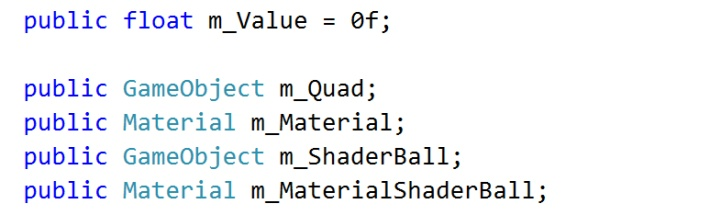 public float m_Value = 0f;
public GameObject m_Quad;
public Material m_Material;
public GameObject m_ShaderBall;
public Material m_MaterialShaderBall;